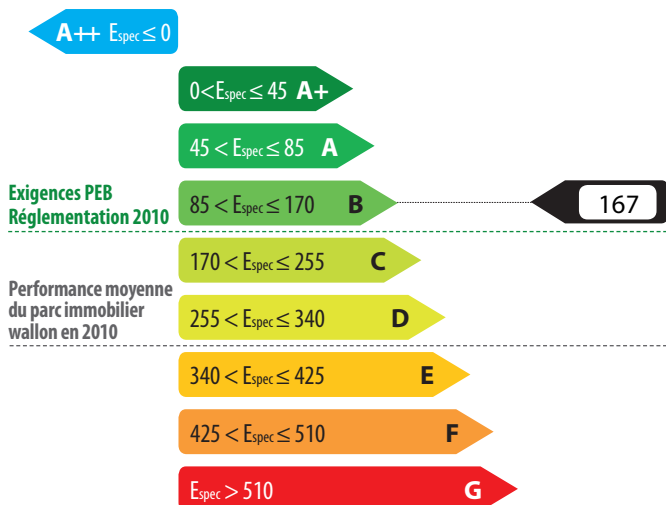 A++ Espec ≤ 0
0<Espec ≤ 45 A+
45 < Espec ≤ 85 A
Exigences PEB
Réglementation 2010
85 < Espec ≤ 170 B
167
170 < Espec ≤ 255 C
Performance moyenne
du parc immobilier
wallon en 2010
255 < Espec ≤ 340 D
340 < Espec ≤ 425 E
425 < Espec ≤ 510 F
Espec > 510 G